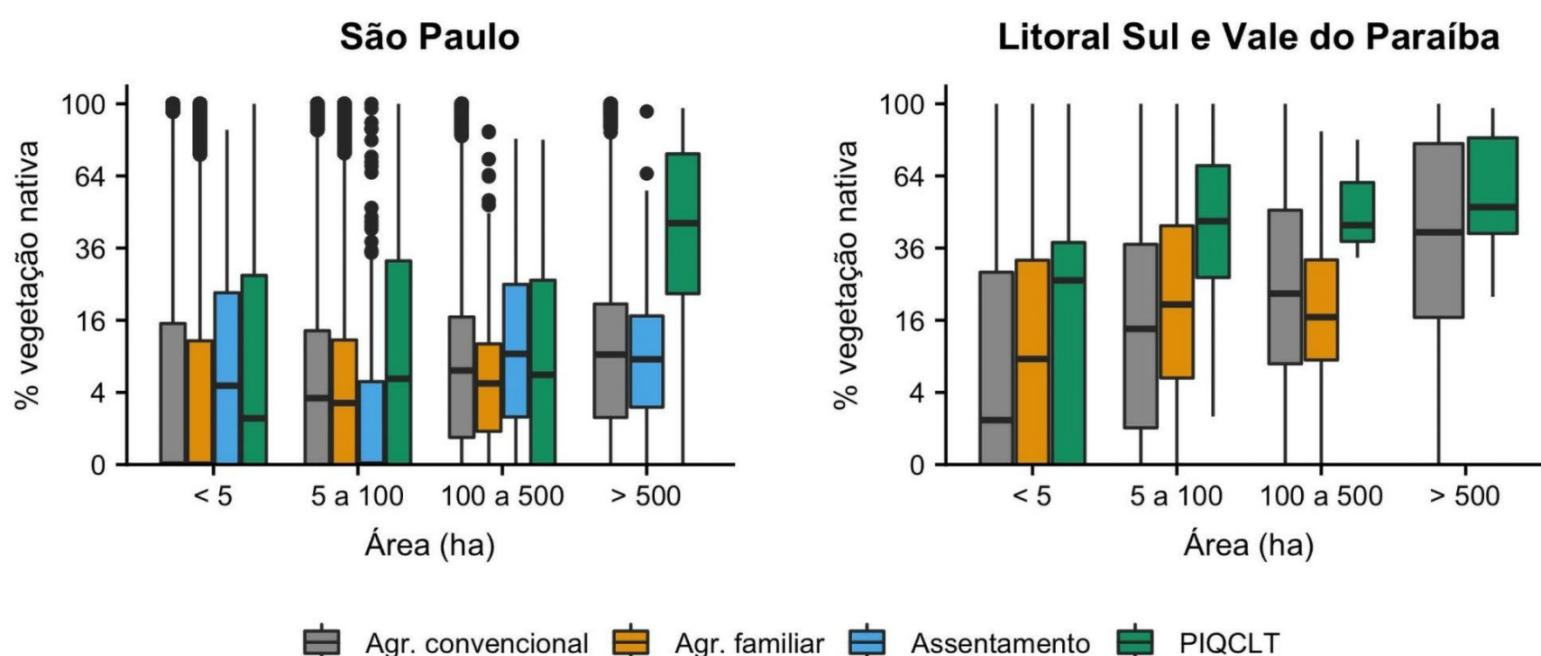 São Paulo
% vegetação nativa
100
64
36
16
4
0
< 5
5 a 100
100 a 500
> 500
Área (ha)
Litoral Sul e Vale do Paraíba
% vegetação nativa
100
64
36
16
4
0
< 5
5 a 100
100 a 500
> 500
Área (ha)
Agr. convencional Agr. familiar Assentamento PIQCLT